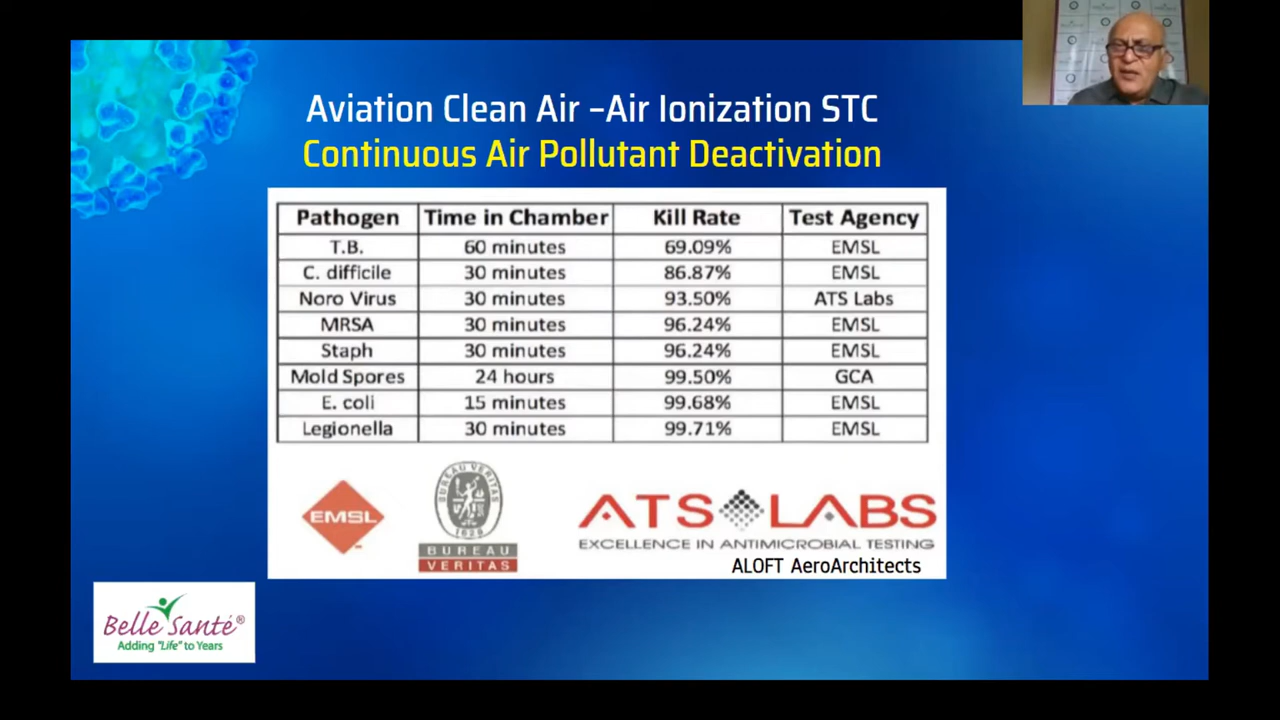 Aviation Clean Air –Air Ionization STC
Continuous Air Pollutant Deactivation
Pathogen Time in Chamber Kill Rate Test Agency
T.B. 60 minutes 69.09% EMSL
C. difficile 30 minutes 86.87% EMSL
Noro Virus 30 minutes 93.50% ATS Labs
MRSA 30 minutes 96.24% EMSL
Staph 30 minutes 96.24% EMSL
Mold Spores 24 hours 99.50% GCA
E. coli 15 minutes 99.68% EMSL
Legionella 30 minutes 99.71% EMSL
EMSL
BUREAU VERITAS
1828
BUREAU
VERITAS
ATS LABS
EXCELLENCE IN ANTIMICROBIAL TESTING
ALOFT AeroArchitects
Belle Santé®
Adding "Life" to Years